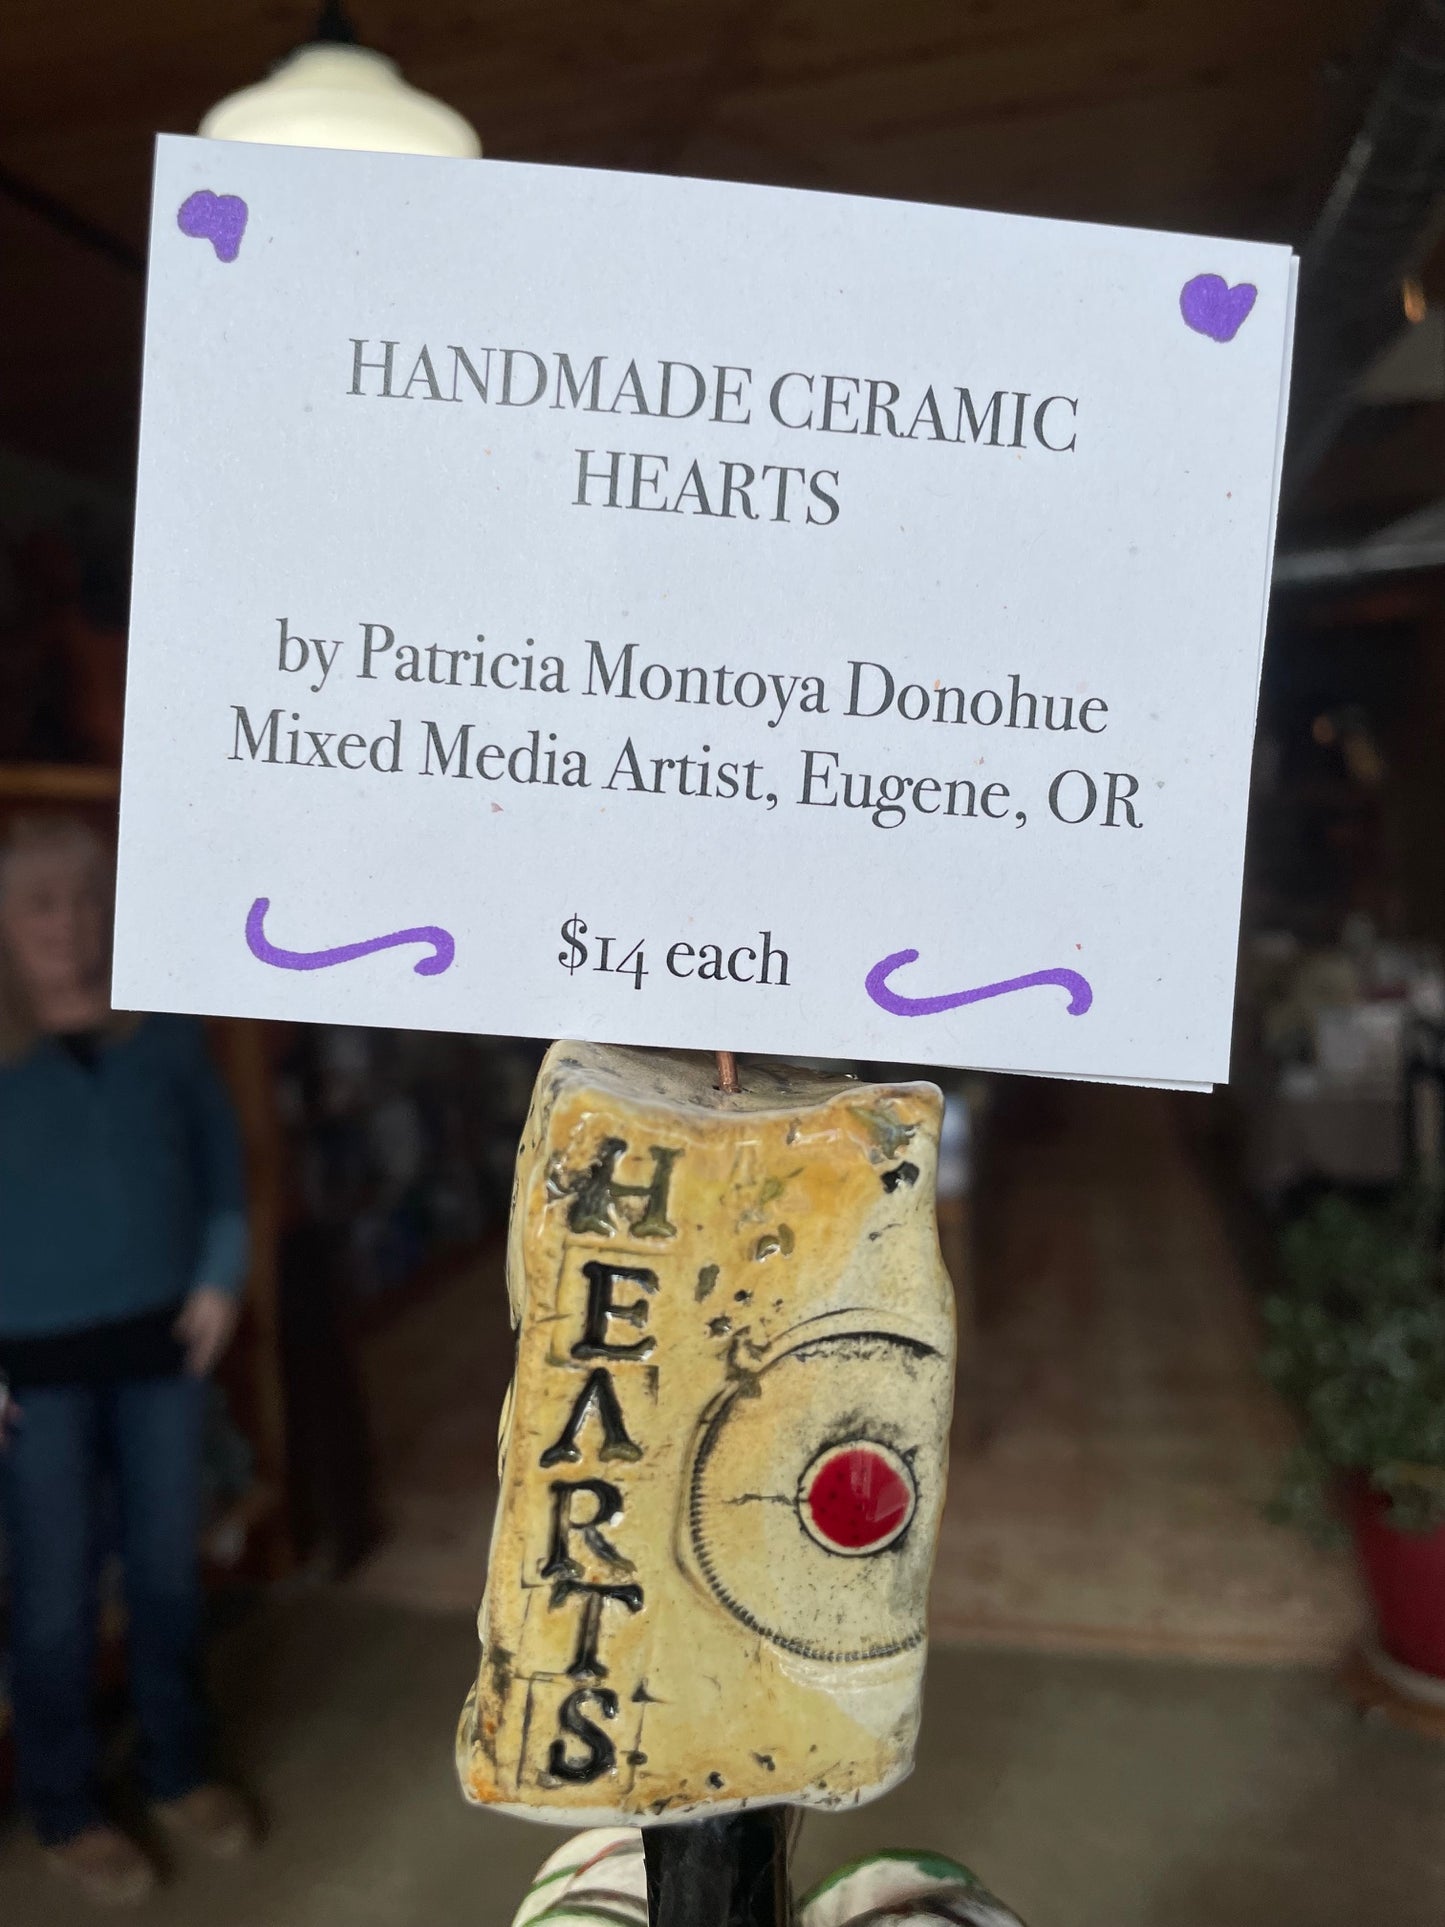 HANDMADE CERAMIC
HEARTS
by Patricia Montoya Donohue
Mixed Media Artist, Eugene, OR
$14 each
HEARTS